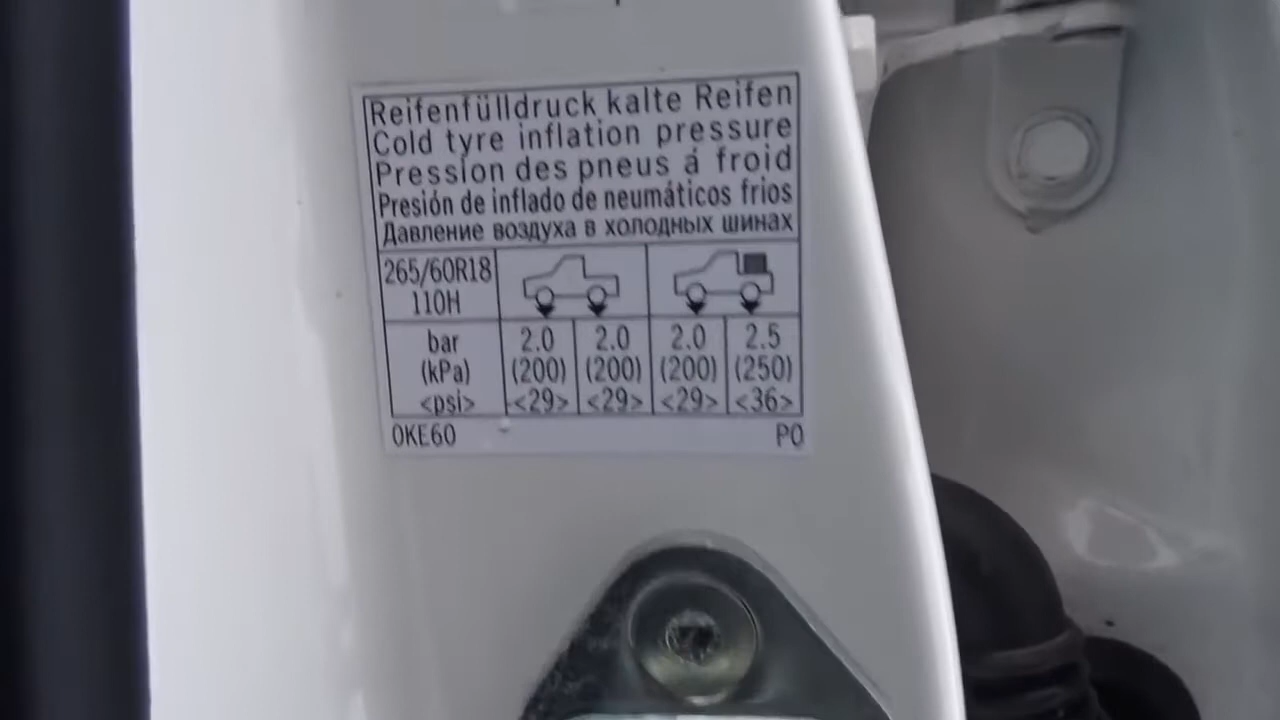 Reifenfülldruck kalte Reifen
Cold tyre inflation pressure
Pression des pneus á froid
Presión de inflado de neumáticos frios
Давление воздуха в холодных шинах
265/60R18
110H
bar 2.0 2.0 2.0 2.5
(kPa) (200) (200) (200) (250)
<psi> <29> <29> <29> <36>
0KE60 P0